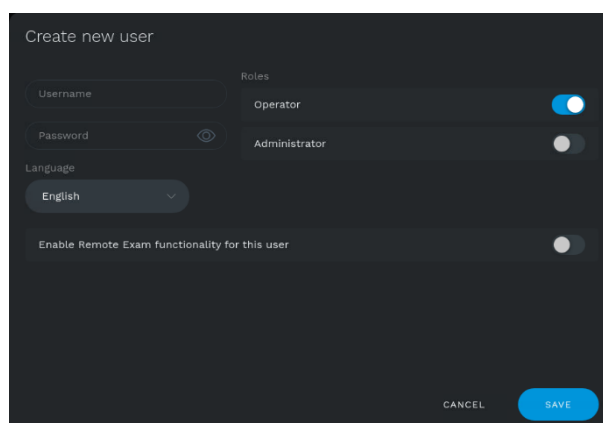 Create new user
Username
Password
Language
English
Roles
Operator
Administrator
Enable Remote Exam functionality for this user
CANCEL
SAVE